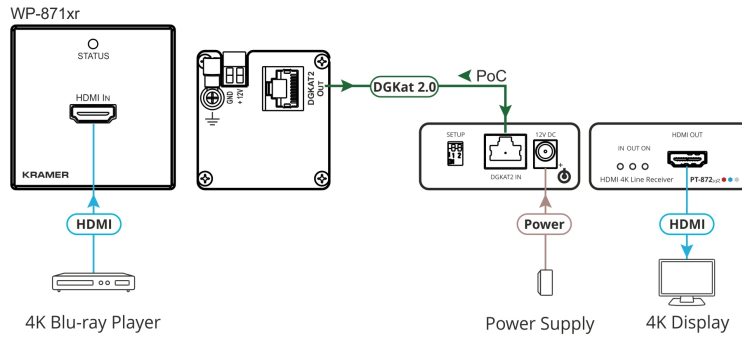 WP-871xr
STATUS
HDMI IN
KRAMER
HDMI
4K Blu-ray Player
GND
+12V
DGKAT2
OUT
DGKat 2.0
PoC
SETUP
1 2
DGKAT2 IN
12V DC
+
Power
Power Supply
IN OUT ON
HDMI OUT
HDMI 4K Line Receiver
PT-872xr
HDMI
4K Display